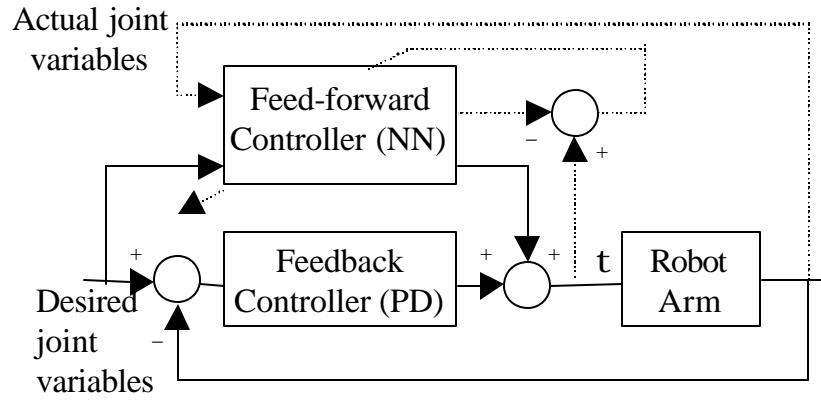 Actual joint
variables
Feed-forward
Controller (NN)
−
+
+
Feedback
Controller (PD)
+
+
t
Robot
Arm
Desired
joint
variables
−